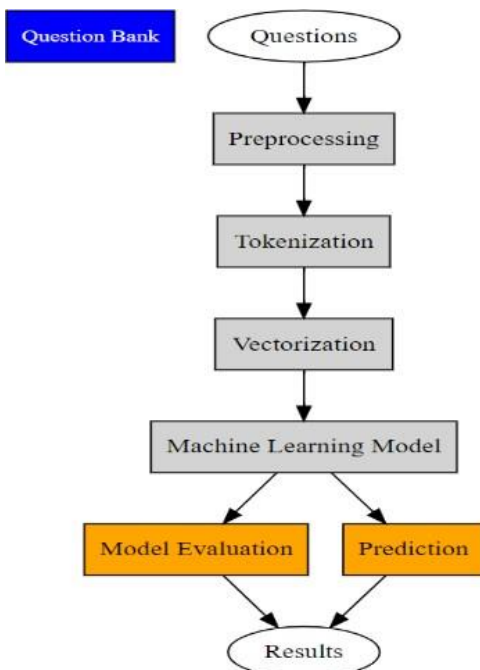 Question Bank
Questions
Preprocessing
Tokenization
Vectorization
Machine Learning Model
Model Evaluation
Prediction
Results